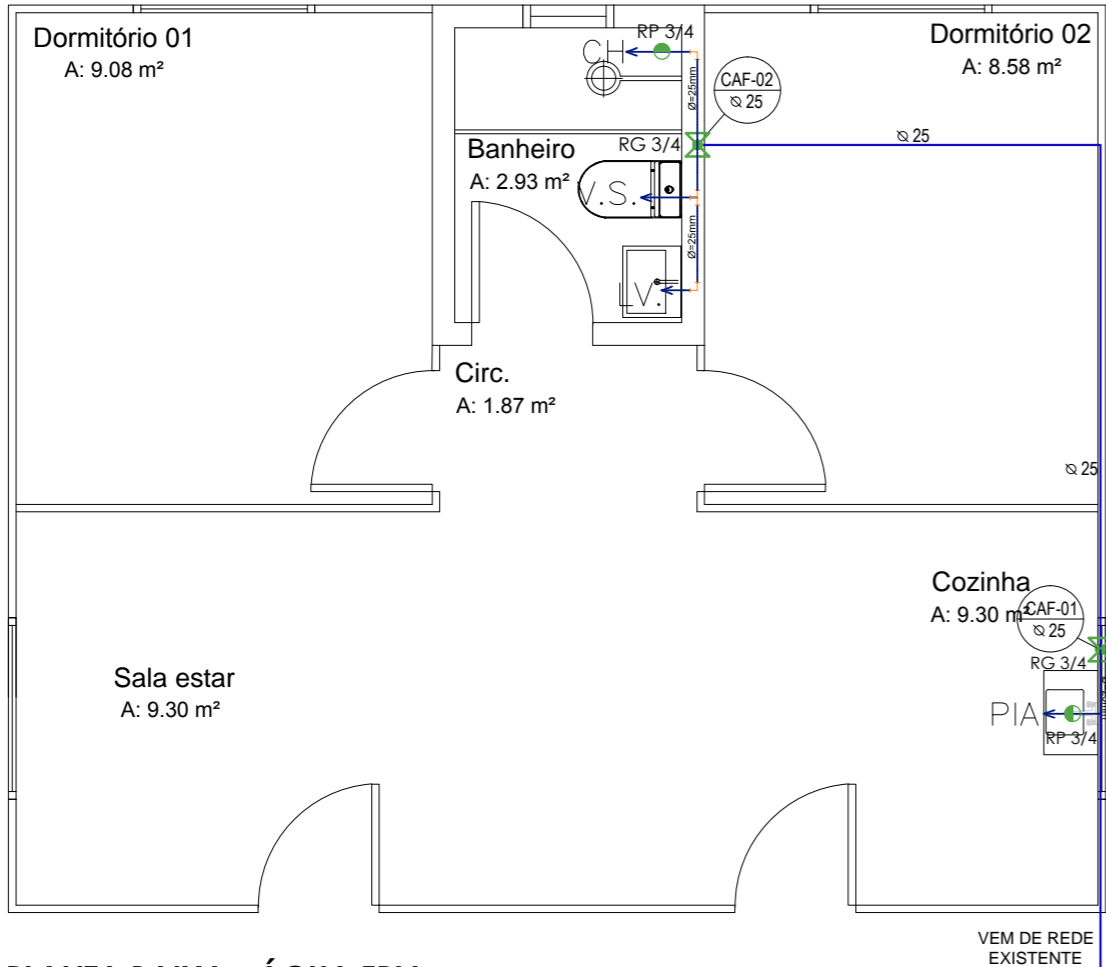 Dormitório 01
A: 9.08 m²
RP 3/4
CH
Dormitório 02
A: 8.58 m²
CAF-02
⌀ 25
Ø=25mm
⌀ 25
Banheiro
A: 2.93 m²
RG 3/4
V.S.
Ø=25mm
LV.
Circ.
A: 1.87 m²
⌀ 25
Cozinha
A: 9.30 m²
CAF-01
⌀ 25
RG 3/4
Sala estar
A: 9.30 m²
PIA
RP 3/4
VEM DE REDE
EXISTENTE